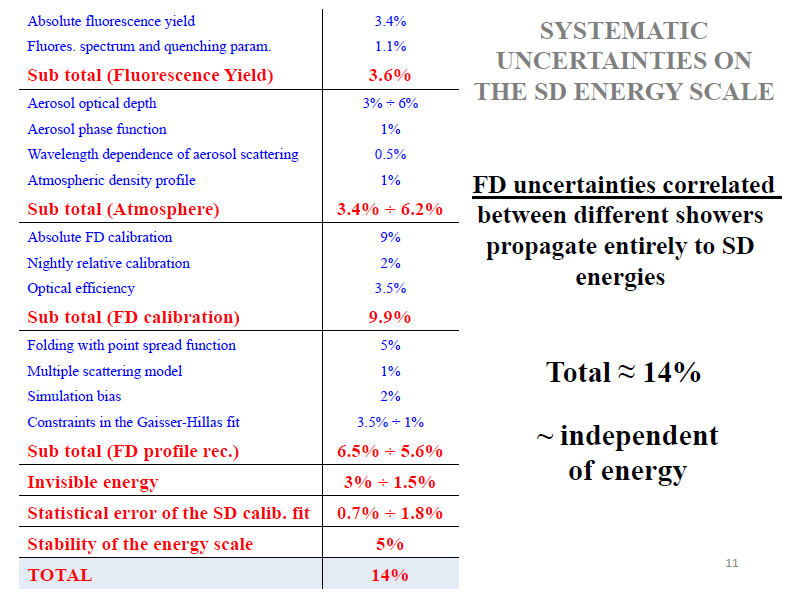 Absolute fluorescence yield 3.4%
Fluores. spectrum and quenching param. 1.1%
Sub total (Fluorescence Yield) 3.6%
Aerosol optical depth 3% ÷ 6%
Aerosol phase function 1%
Wavelength dependence of aerosol scattering 0.5%
Atmospheric density profile 1%
Sub total (Atmosphere) 3.4% ÷ 6.2%
Absolute FD calibration 9%
Nightly relative calibration 2%
Optical efficiency 3.5%
Sub total (FD calibration) 9.9%
Folding with point spread function 5%
Multiple scattering model 1%
Simulation bias 2%
Constraints in the Gaisser-Hillas fit 3.5% ÷ 1%
Sub total (FD profile rec.) 6.5% ÷ 5.6%
Invisible energy 3% ÷ 1.5%
Statistical error of the SD calib. fit 0.7% ÷ 1.8%
Stability of the energy scale 5%
TOTAL 14%
SYSTEMATIC
UNCERTAINTIES ON
THE SD ENERGY SCALE
FD uncertainties correlated
between different showers
propagate entirely to SD
energies
Total ≈ 14%
~ independent
of energy
11